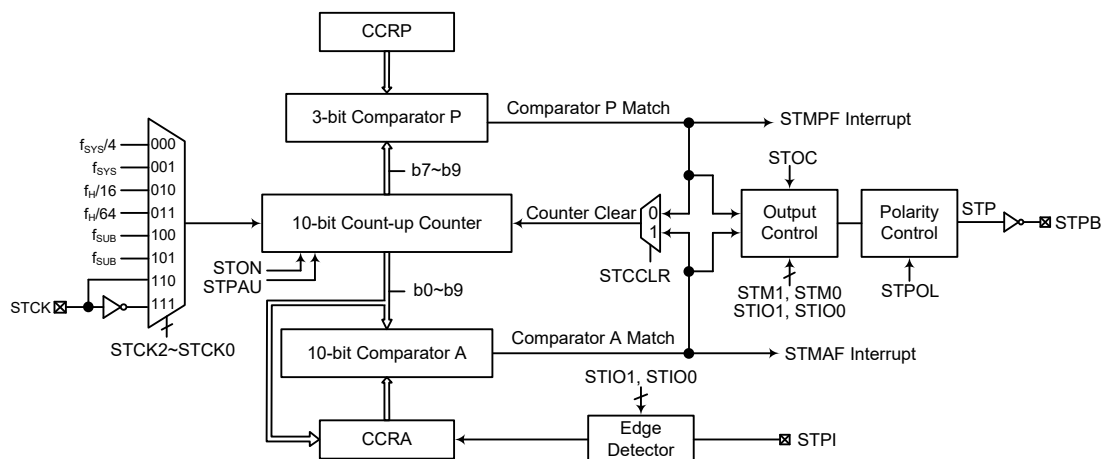 CCRP
3-bit Comparator P
Comparator P Match
STMPF Interrupt
b7~b9
fSYS/4
000
fSYS
001
fH/16
010
fH/64
011
fSUB
100
fSUB
101
110
111
STCK
STCK2~STCK0
10-bit Count-up Counter
STON
STPAU
Counter Clear
0
1
STCCLR
STOC
Output
Control
STM1, STM0
STIO1, STIO0
Polarity
Control
STPOL
STP
STPB
b0~b9
10-bit Comparator A
Comparator A Match
STMAF Interrupt
STIO1, STIO0
CCRA
Edge
Detector
STPI